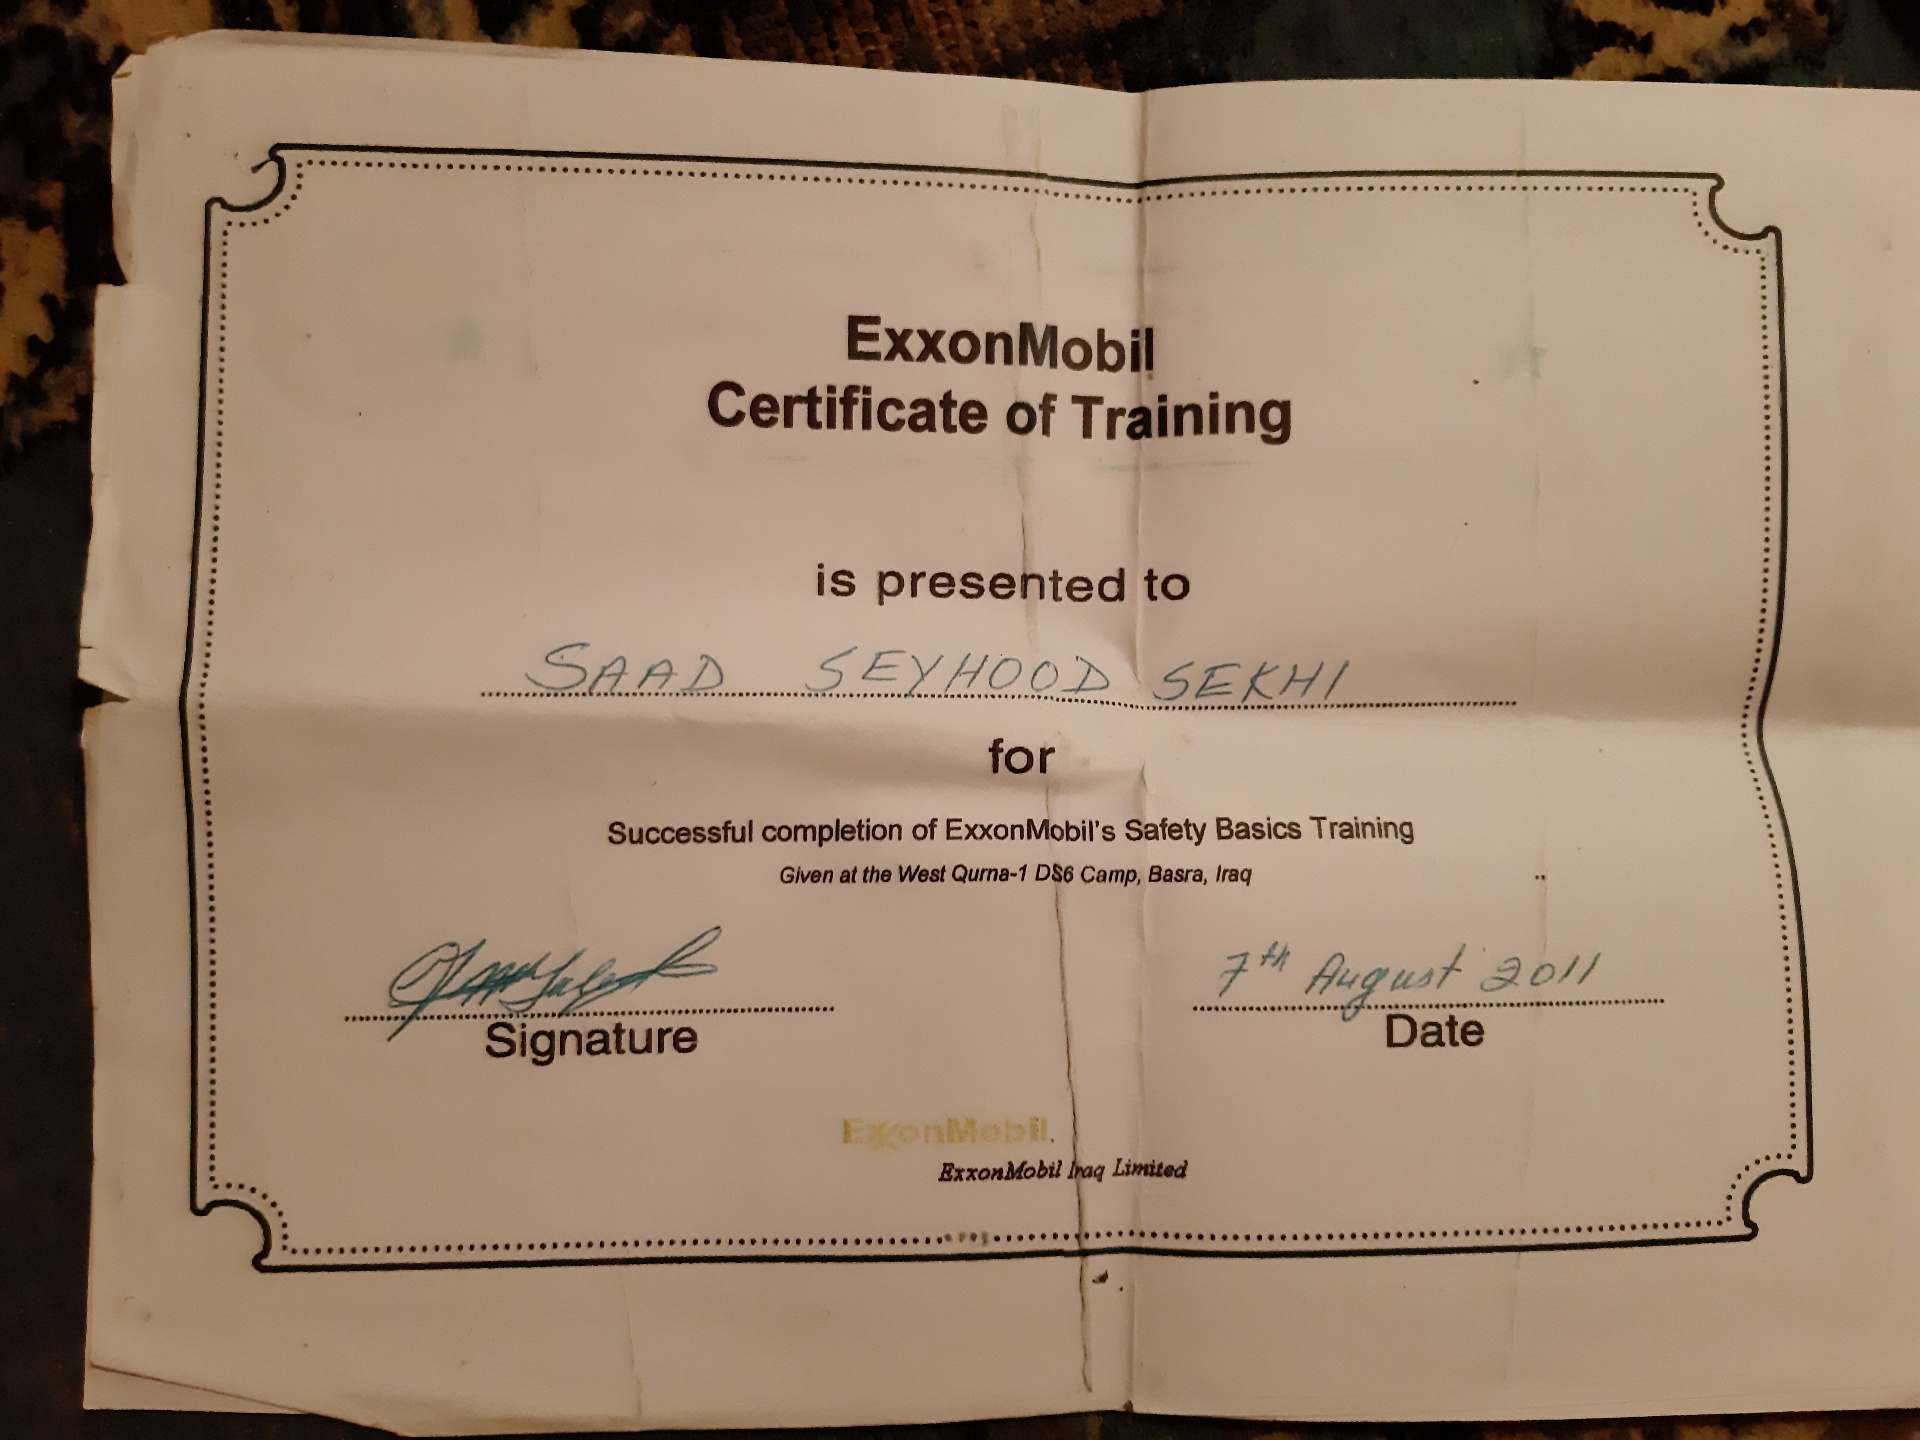 ExxonMobil
Certificate of Training
is presented to
SAAD SEYHOOD SEKHI
for
Successful completion of ExxonMobil's Safety Basics Training
Given at the West Qurna-1 DS6 Camp, Basra, Iraq
7th August 2011
Signature
Date
ExxonMobil
ExxonMobil Iraq Limited